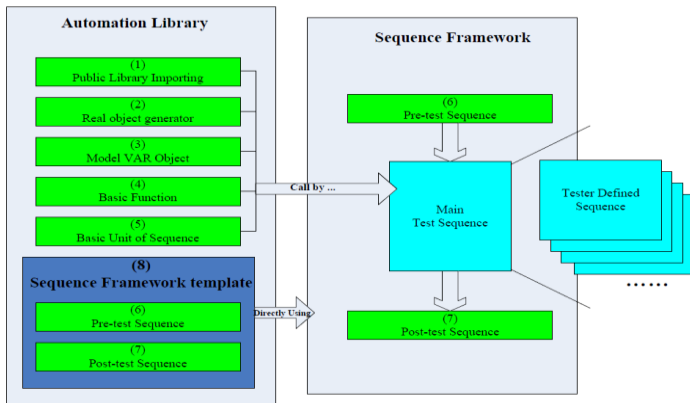 Automation Library
(1)
Public Library Importing
(2)
Real object generator
(3)
Model VAR Object
(4)
Basic Function
(5)
Basic Unit of Sequence
(8)
Sequence Framework template
(6)
Pre-test Sequence
(7)
Post-test Sequence
Call by ...
Directly Using
Sequence Framework
(6)
Pre-test Sequence
Main
Test Sequence
(7)
Post-test Sequence
Tester Defined
Sequence
······